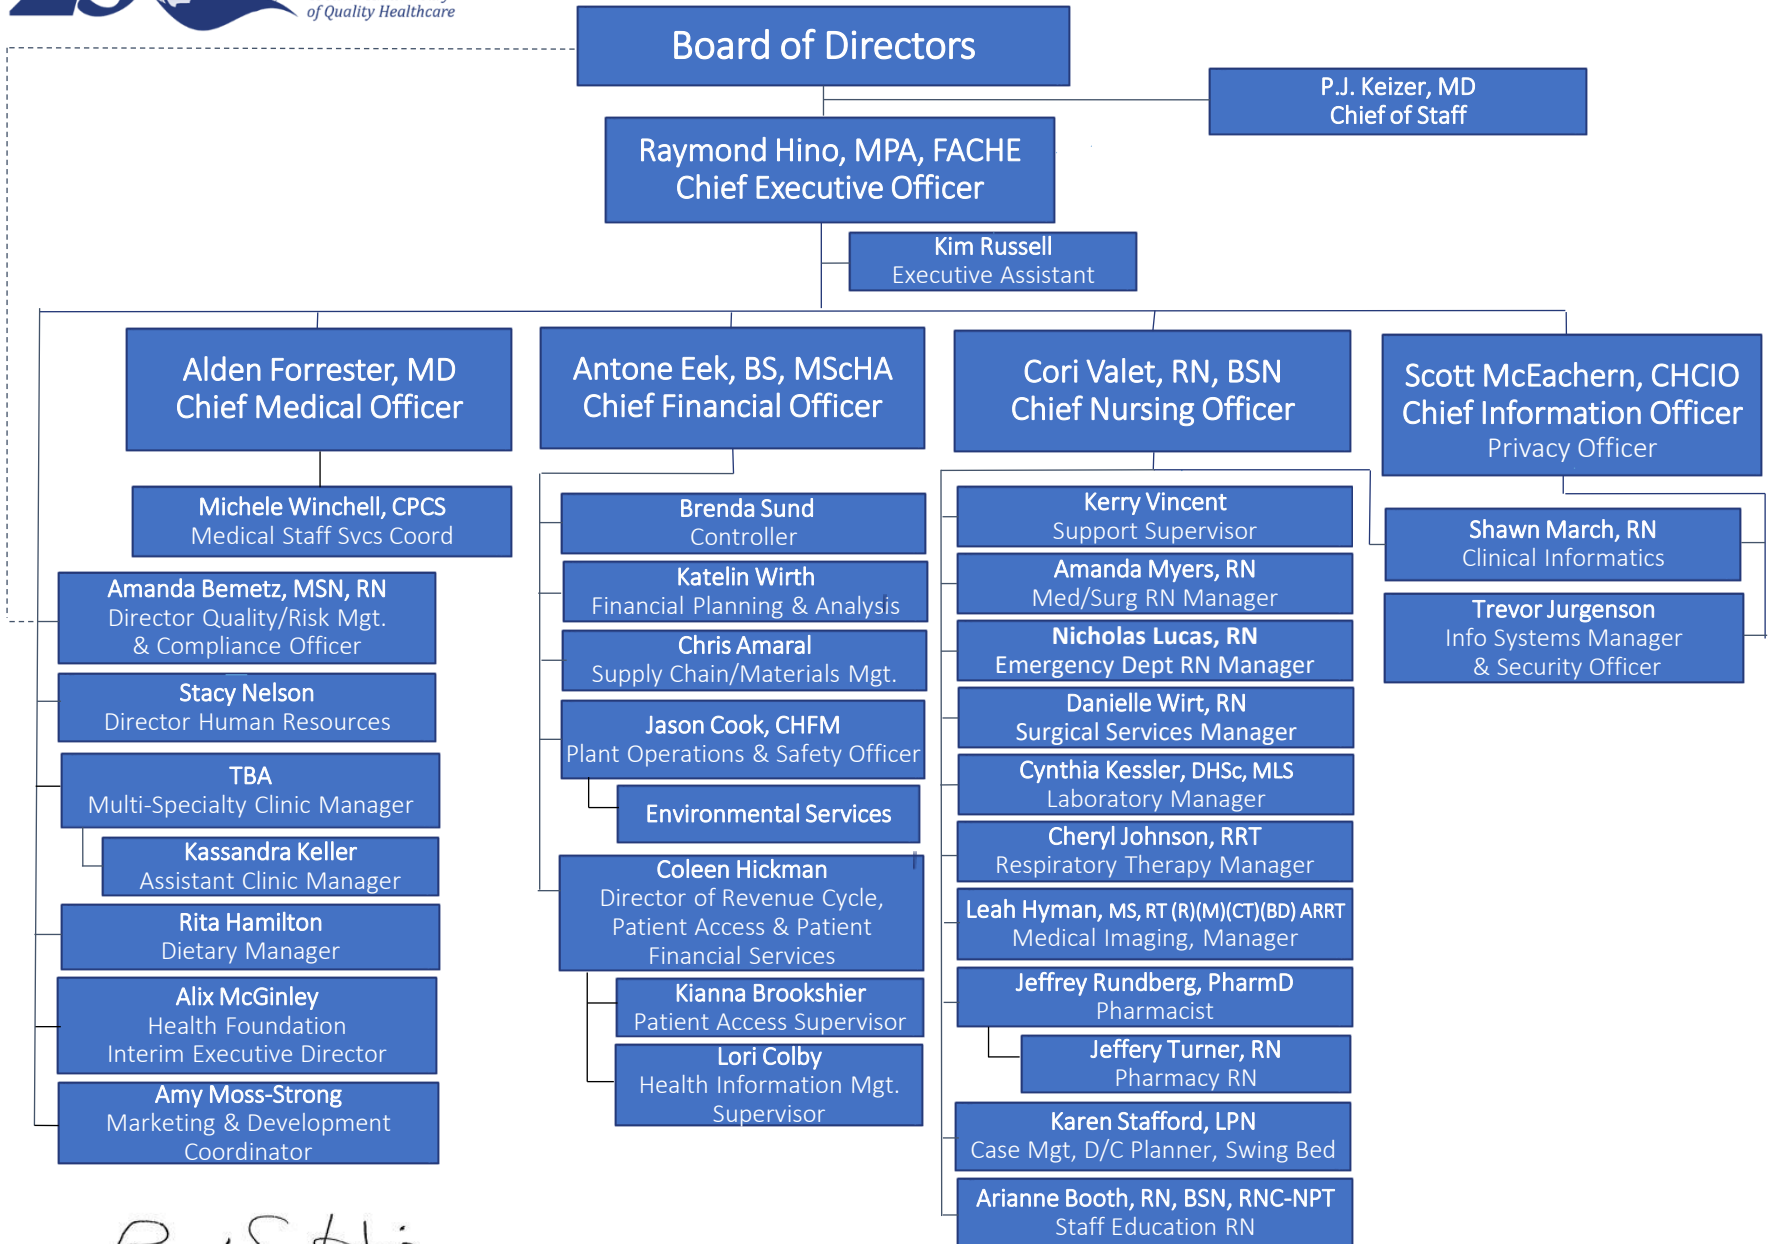 of Quality Healthcare
Board of Directors
P.J. Keizer, MD
Chief of Staff
Raymond Hino, MPA, FACHE
Chief Executive Officer
Kim Russell
Executive Assistant
Alden Forrester, MD
Chief Medical Officer
Michele Winchell, CPCS
Medical Staff Svcs Coord
Amanda Bemetz, MSN, RN
Director Quality/Risk Mgt.
& Compliance Officer
Stacy Nelson
Director Human Resources
TBA
Multi-Specialty Clinic Manager
Kassandra Keller
Assistant Clinic Manager
Rita Hamilton
Dietary Manager
Alix McGinley
Health Foundation
Interim Executive Director
Amy Moss-Strong
Marketing & Development
Coordinator
Antone Eek, BS, MScHA
Chief Financial Officer
Brenda Sund
Controller
Katelin Wirth
Financial Planning & Analysis
Chris Amaral
Supply Chain/Materials Mgt.
Jason Cook, CHFM
Plant Operations & Safety Officer
Environmental Services
Coleen Hickman
Director of Revenue Cycle,
Patient Access & Patient
Financial Services
Kianna Brookshier
Patient Access Supervisor
Lori Colby
Health Information Mgt.
Supervisor
Cori Valet, RN, BSN
Chief Nursing Officer
Kerry Vincent
Support Supervisor
Amanda Myers, RN
Med/Surg RN Manager
Nicholas Lucas, RN
Emergency Dept RN Manager
Danielle Wirt, RN
Surgical Services Manager
Cynthia Kessler, DHSc, MLS
Laboratory Manager
Cheryl Johnson, RRT
Respiratory Therapy Manager
Leah Hyman, MS, RT (R)(M)(CT)(BD) ARRT
Medical Imaging, Manager
Jeffrey Rundberg, PharmD
Pharmacist
Jeffery Turner, RN
Pharmacy RN
Karen Stafford, LPN
Case Mgt, D/C Planner, Swing Bed
Arianne Booth, RN, BSN, RNC-NPT
Staff Education RN
Scott McEachern, CHCIO
Chief Information Officer
Privacy Officer
Shawn March, RN
Clinical Informatics
Trevor Jurgenson
Info Systems Manager
& Security Officer